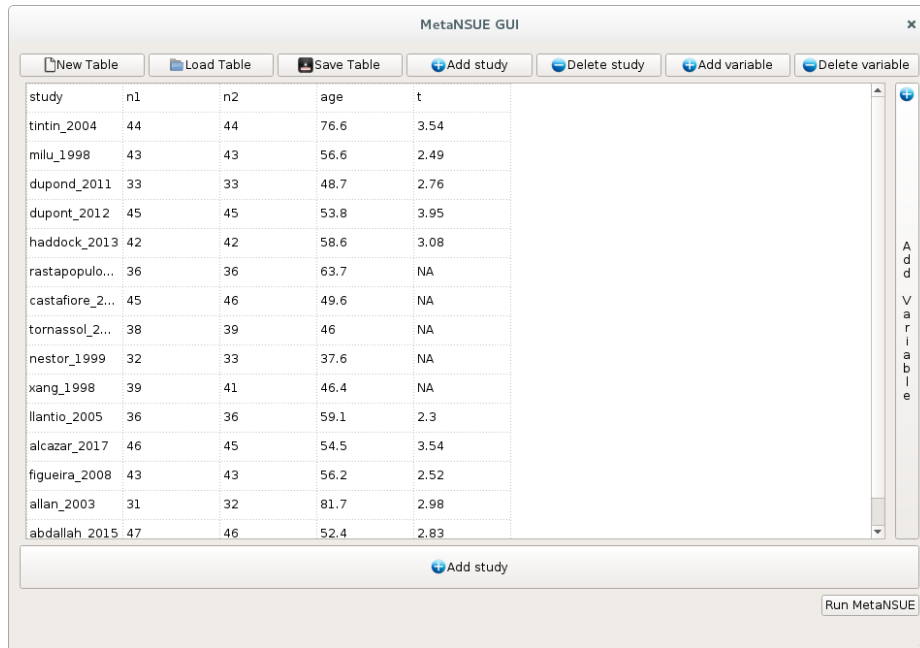 MetaNSUE GUI
New Table Load Table Save Table Add study Delete study Add variable Delete variable
study n1 n2 age t
tintin_2004 44 44 76.6 3.54
milu_1998 43 43 56.6 2.49
dupond_2011 33 33 48.7 2.76
dupont_2012 45 45 53.8 3.95
haddock_2013 42 42 58.6 3.08
rastapopulo... 36 36 63.7 NA
castafiore_2... 45 46 49.6 NA
tornassol_2... 38 39 46 NA
nestor_1999 32 33 37.6 NA
xang_1998 39 41 46.4 NA
llantio_2005 36 36 59.1 2.3
alcazar_2017 46 45 54.5 3.54
figueira_2008 43 43 56.2 2.52
allan_2003 31 32 81.7 2.98
abdallah_2015 47 46 52.4 2.83
Add Variable
Add study
Run MetaNSUE